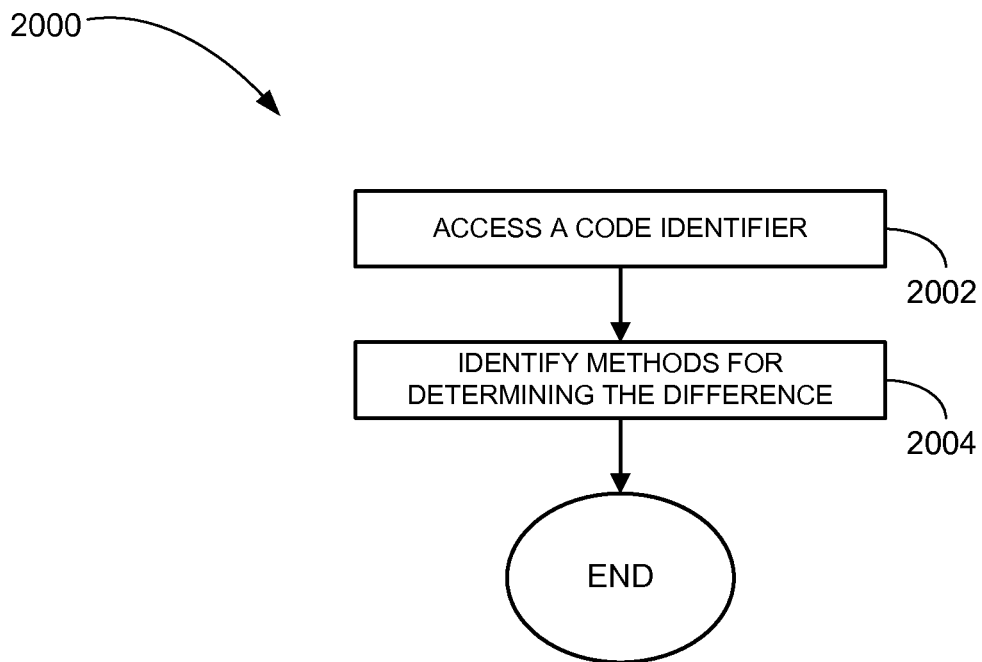 2000
ACCESS A CODE IDENTIFIER
2002
IDENTIFY METHODS FOR
DETERMINING THE DIFFERENCE
2004
END